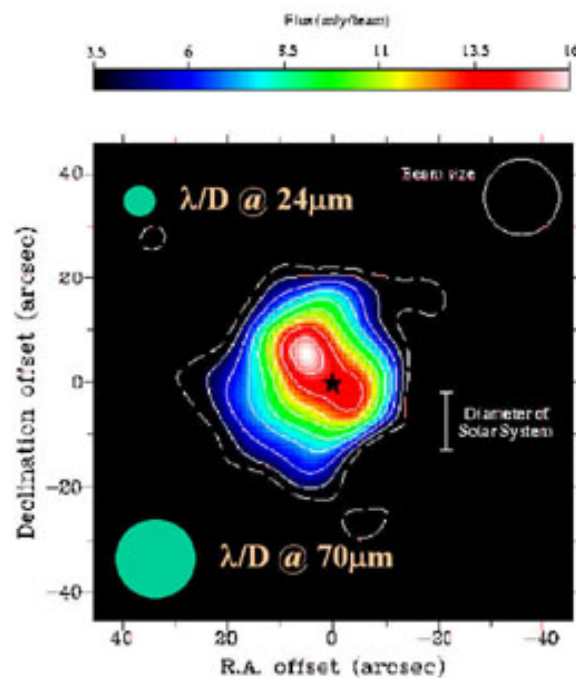 Flux (mJy/beam)
3.5 6 8.5 11 13.5 16
40
20
0
−20
−40
Declination offset (arcsec)
λ/D @ 24μm
Beam size
Diameter of
Solar System
λ/D @ 70μm
40 20 0 −20 −40
R.A. offset (arcsec)